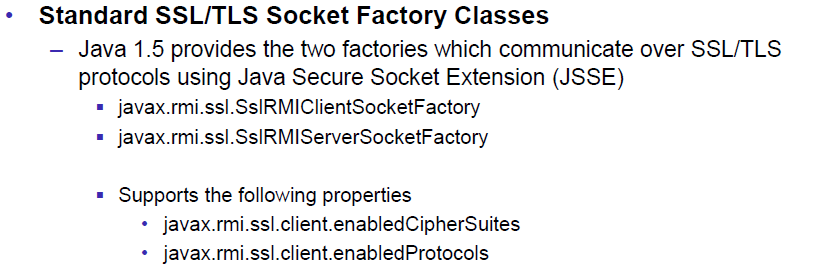 • Standard SSL/TLS Socket Factory Classes
– Java 1.5 provides the two factories which communicate over SSL/TLS
protocols using Java Secure Socket Extension (JSSE)
▪ javax.rmi.ssl.SslRMIClientSocketFactory
▪ javax.rmi.ssl.SslRMIServerSocketFactory
▪ Supports the following properties
• javax.rmi.ssl.client.enabledCipherSuites
• javax.rmi.ssl.client.enabledProtocols